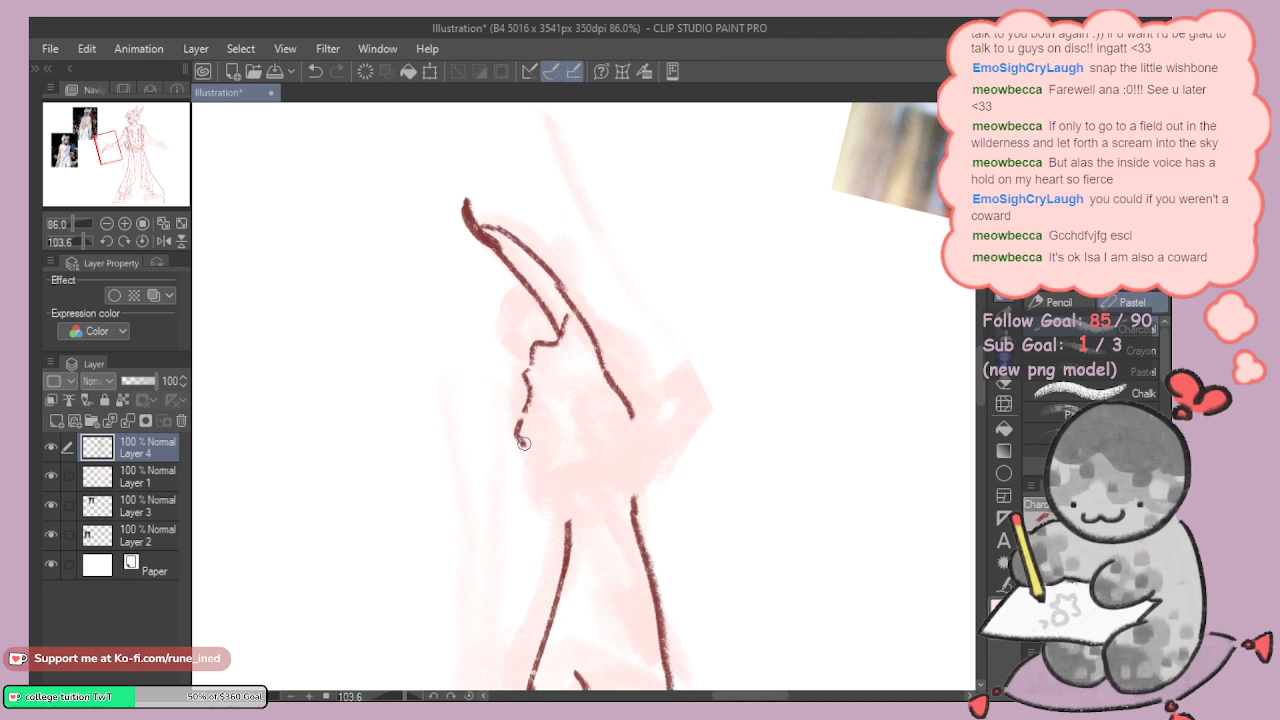 Illustration* (B4 5016 x 3541px 350dpi 86.0%) - CLIP STUDIO PAINT PRO
File Edit Animation Layer Select View Filter Window Help
Navig
Illustration*
86.0
103.6
Layer Property
Effect
Expression color
Color
Layer
Norma 100
100 % Normal
Layer 4
100 % Normal
Layer 1
100 % Normal
Layer 3
100 % Normal
Layer 2
Paper
103.6
talk to you both again :)) if u want i'd be glad to
talk to u guys on disc!! Ingatt <33
EmoSighCryLaugh snap the little wishbone
meowbecca Farewell ana :0!!! See u later
<33
meowbecca If only to go to a field out in the
wilderness and let forth a scream into the sky
meowbecca But alas the inside voice has a
hold on my heart so fierce
EmoSighCryLaugh you could if you weren't a
coward
meowbecca Gcchdfvjfg escl
meowbecca It's ok Isa I am also a coward
Pencil Pastel
Charcoal
Crayon
Pastel
Chalk
Follow Goal: 85 / 90
Sub Goal: 1 / 3
(new png model)
Charc
Support me at Ko-fi.com/rune_ined
college tuition TwT 50% of $360 Goal